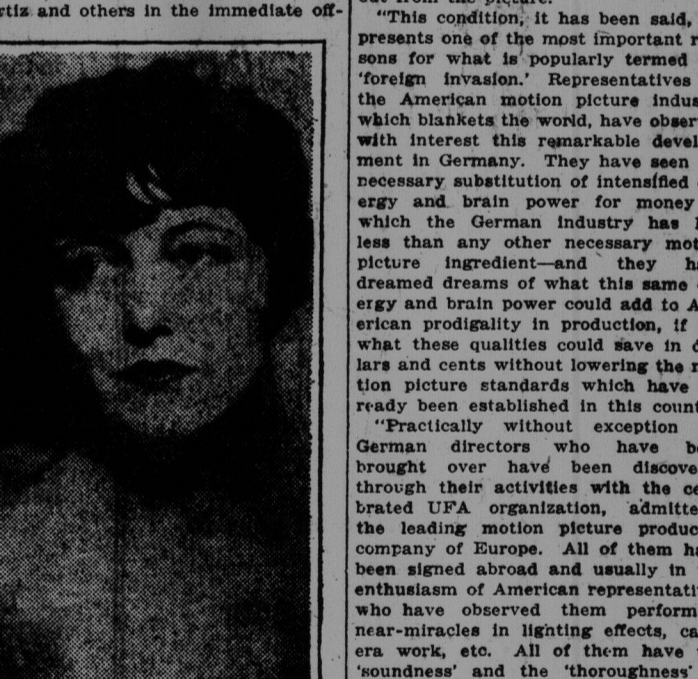 rtiz and others in the immediate off-
out from the picture.
"This condition, it has been said,
presents one of the most important r
sons for what is popularly termed
'foreign invasion.' Representatives
the American motion picture indus
which blankets the world, have obser
with interest this remarkable devel
ment in Germany. They have seen
necessary substitution of intensified
ergy and brain power for money
which the German industry has l
less than any other necessary mot
picture ingredient—and they ha
dreamed dreams of what this same
ergy and brain power could add to A
erican prodigality in production, if
what these qualities could save in d
lars and cents without lowering the m
tion picture standards which have
ready been established in this count
"Practically without exception
German directors who have be
brought over have been discove
through their activities with the ce
brated UFA organization, admitte
the leading motion picture produc
company of Europe. All of them ha
been signed abroad and usually in
enthusiasm of American representati
who have observed them perform
near-miracles in lighting effects, ca
era work, etc. All of them have
'soundness' and the 'thoroughness'